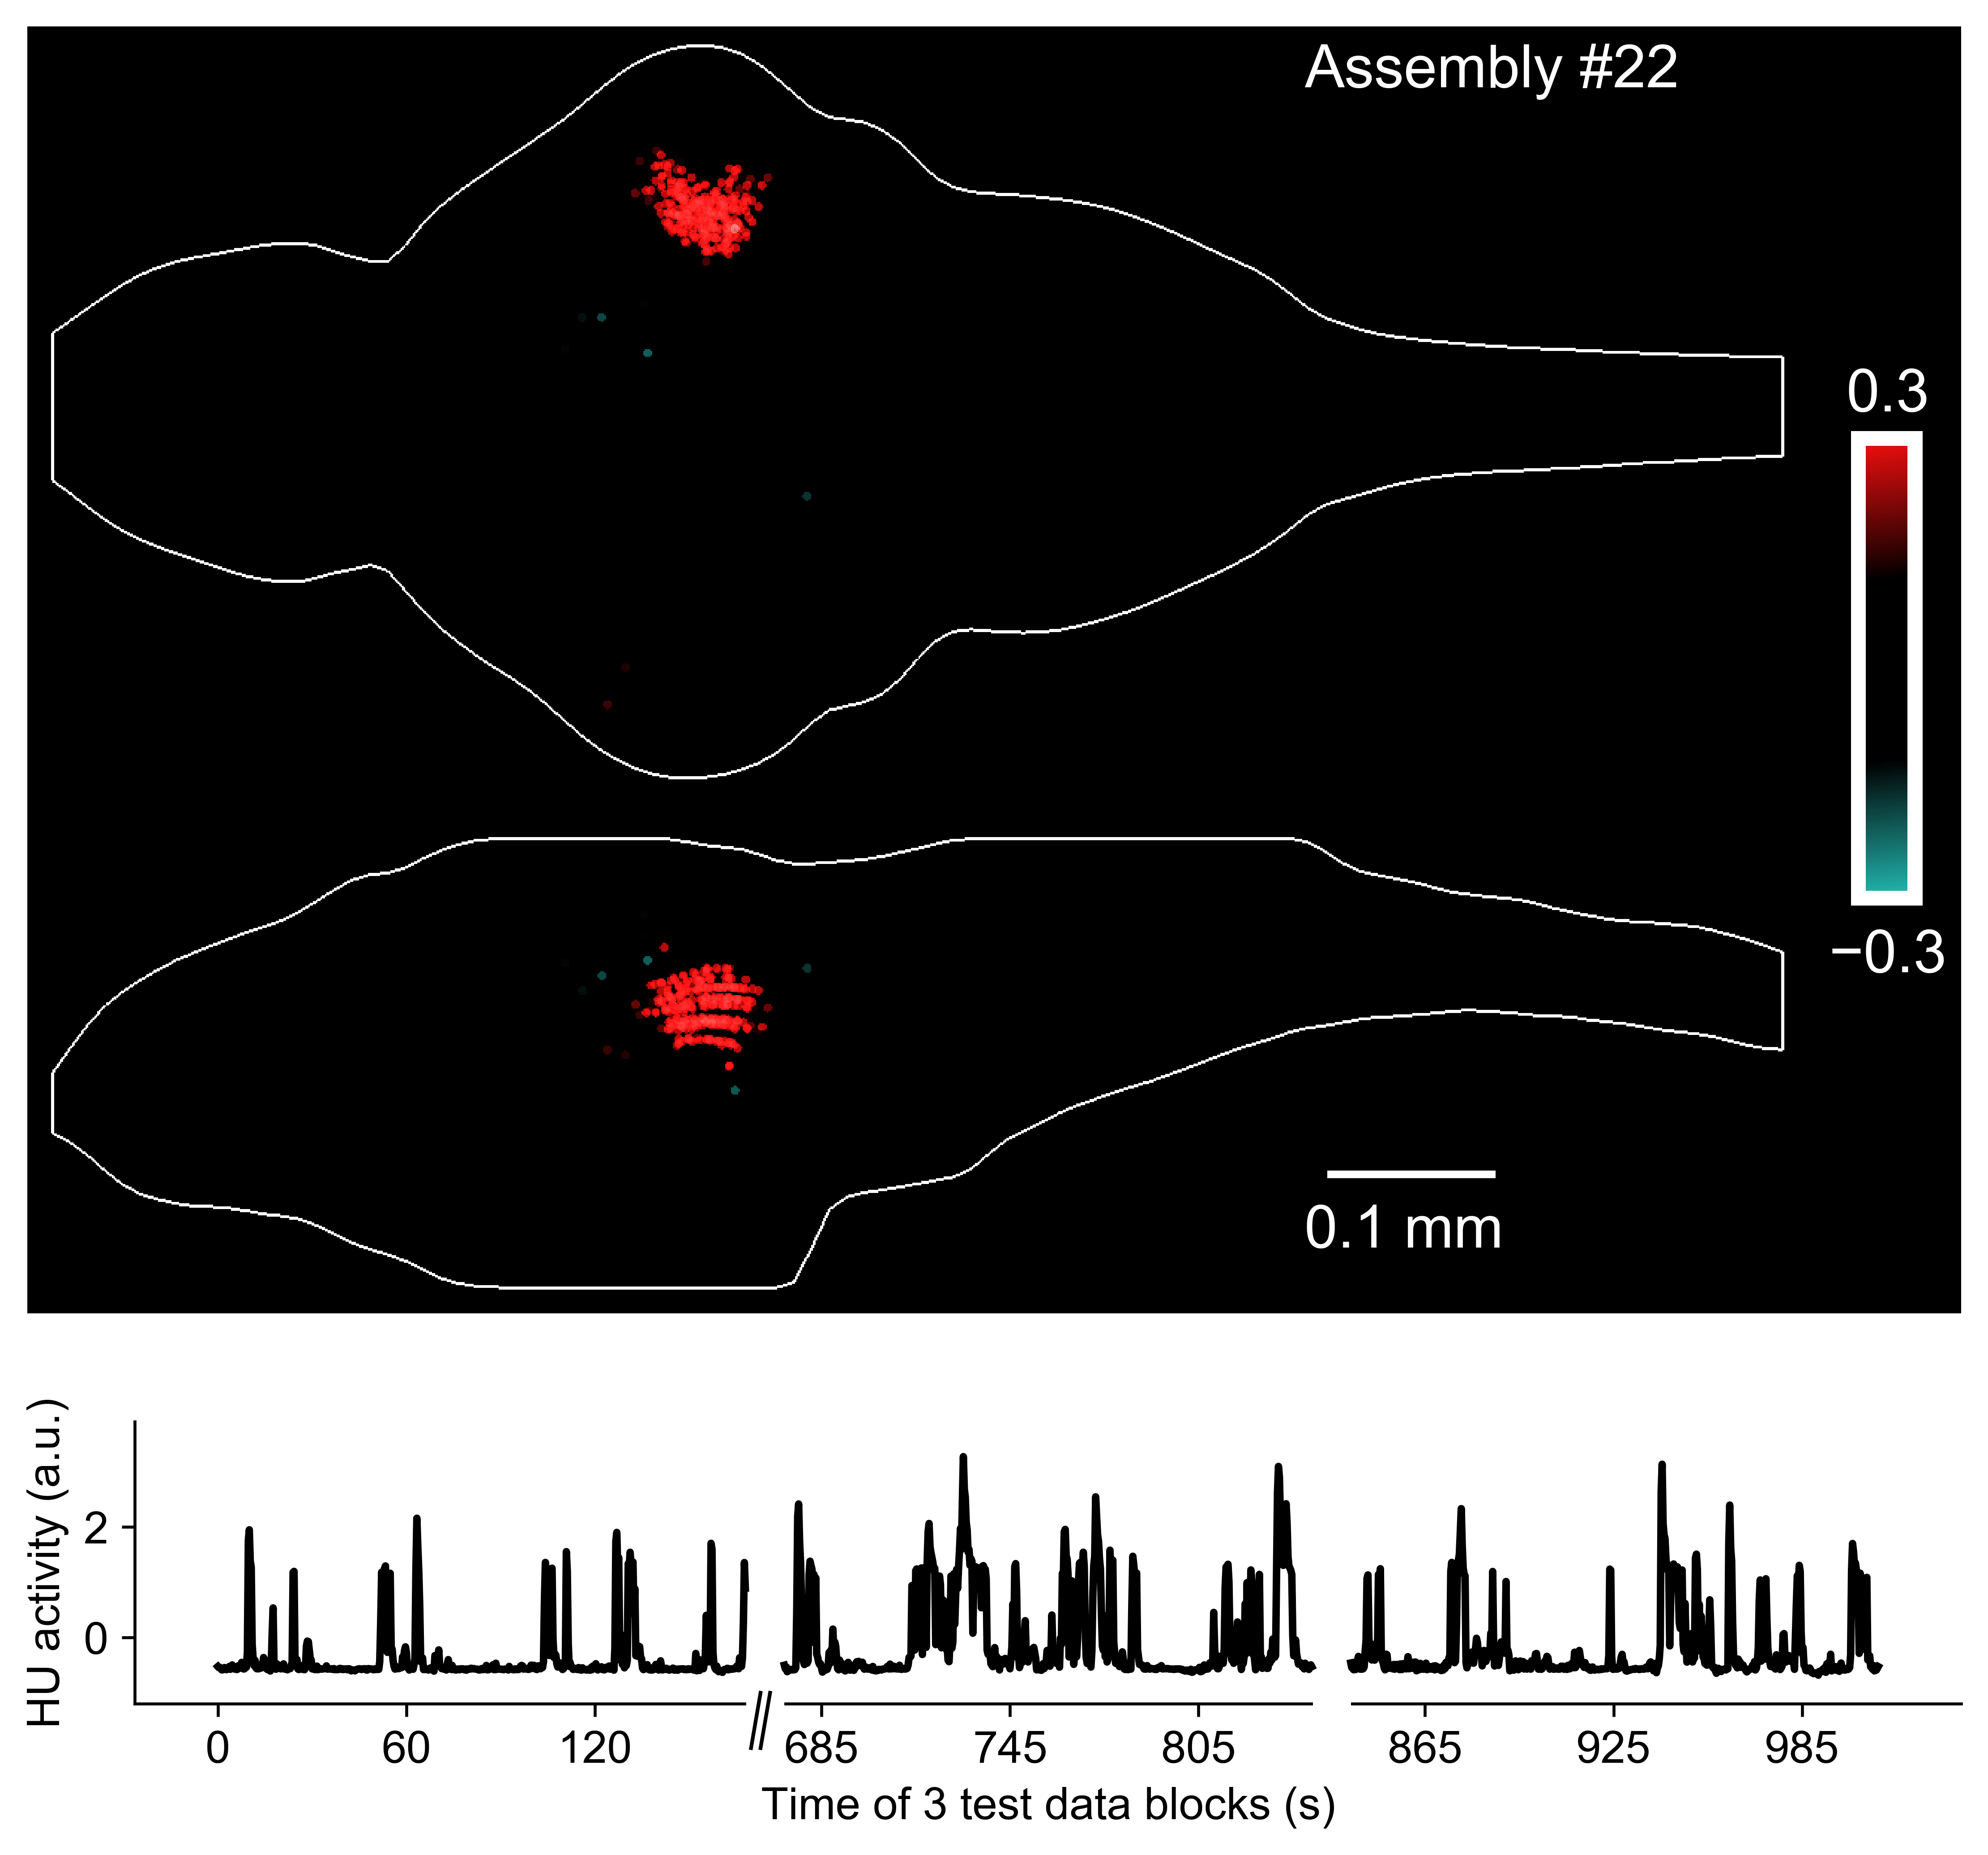 Assembly #22
0.3
−0.3
0.1 mm
HU activity (a.u.)
2
0
0 60 120 685 745 805 865 925 985
Time of 3 test data blocks (s)